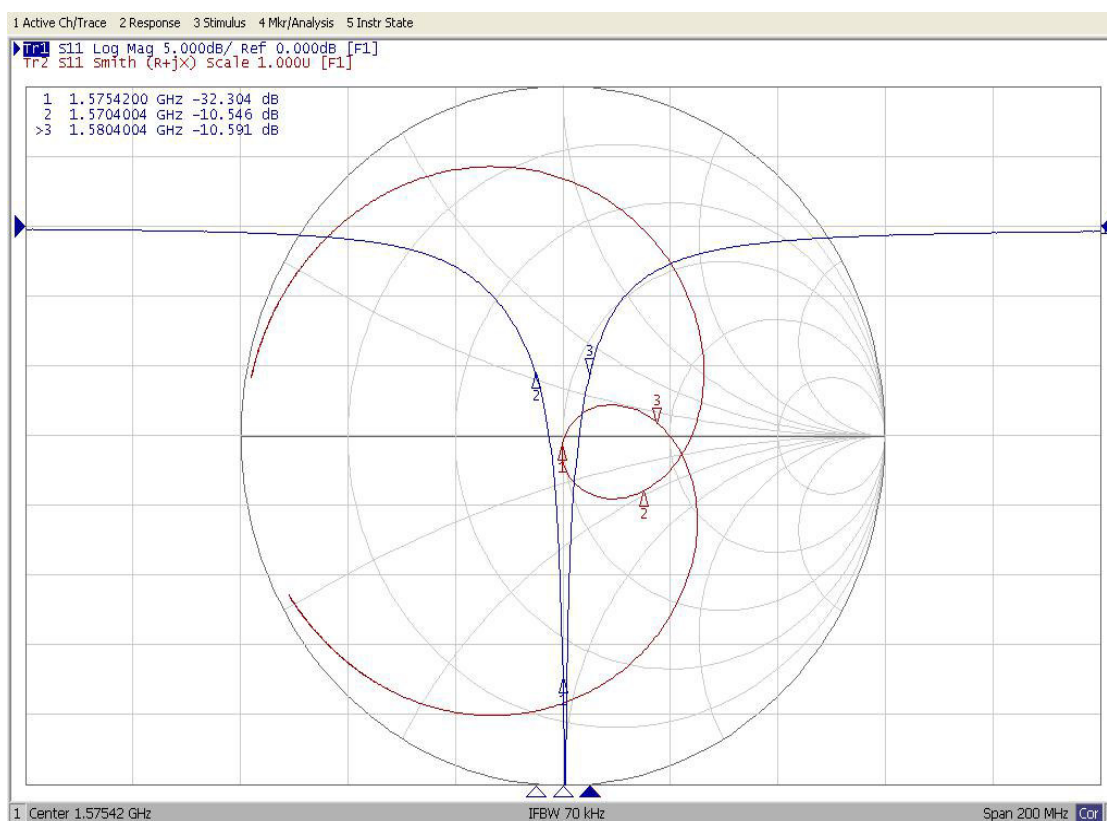 1 Active Ch/Trace 2 Response 3 Stimulus 4 Mkr/Analysis 5 Instr State
Tr1 S11 Log Mag 5.000dB/ Ref 0.000dB [F1]
Tr2 S11 Smith (R+jX) Scale 1.000U [F1]
1 1.5754200 GHz -32.304 dB
2 1.5704004 GHz -10.546 dB
>3 1.5804004 GHz -10.591 dB
3
2
3
1
2
1 Center 1.57542 GHz IFBW 70 kHz Span 200 MHz Cor